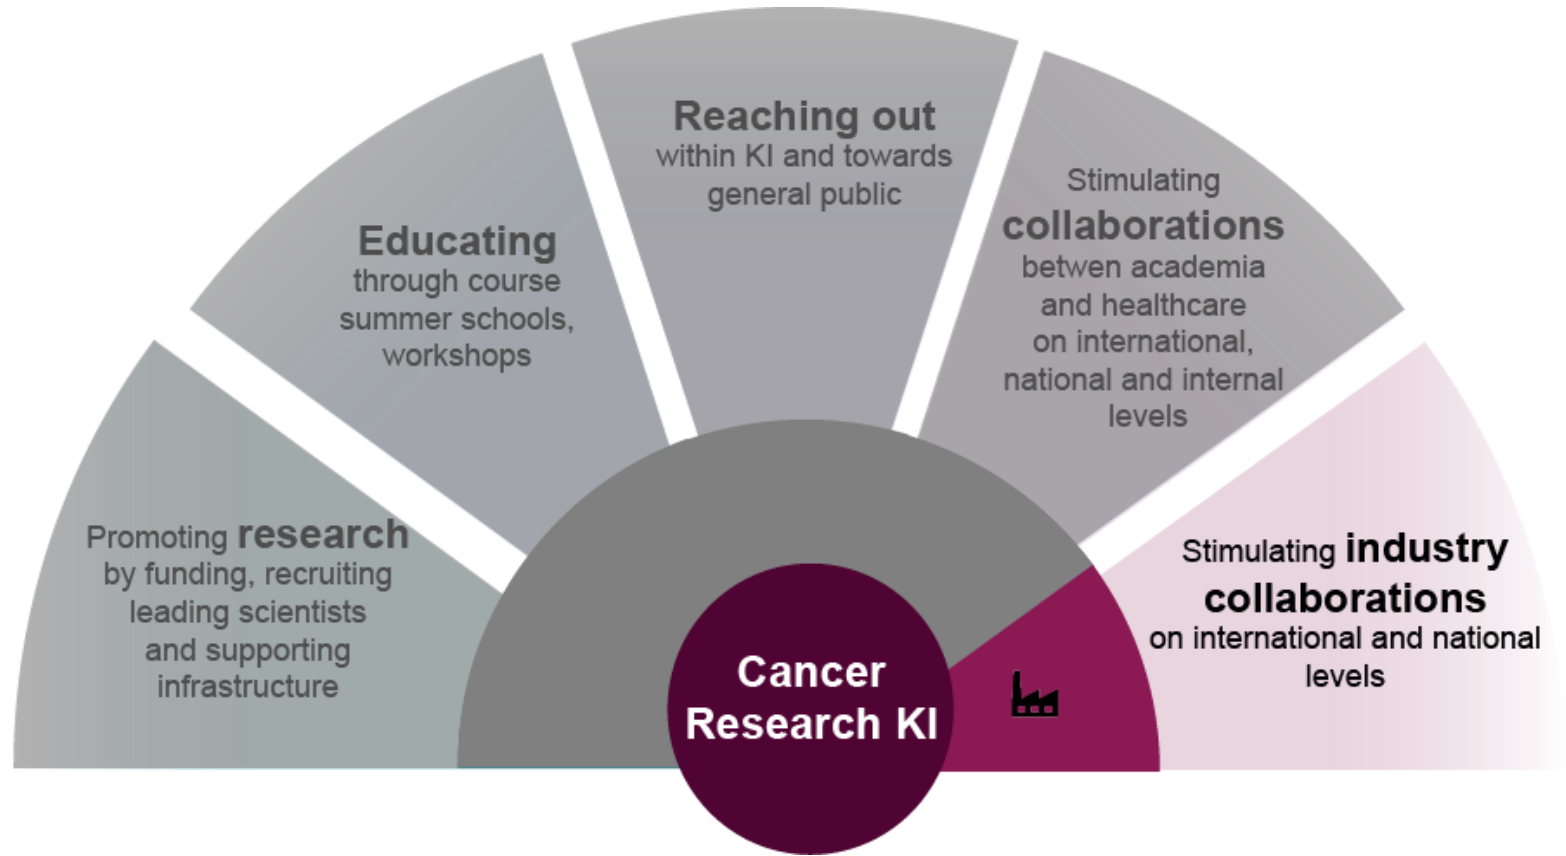 Promoting research
by funding, recruiting
leading scientists
and supporting
infrastructure
Educating
through course
summer schools,
workshops
Reaching out
within KI and towards
general public
Stimulating
collaborations
betwen academia
and healthcare
on international,
national and internal
levels
Stimulating industry
collaborations
on international and national
levels
Cancer
Research KI